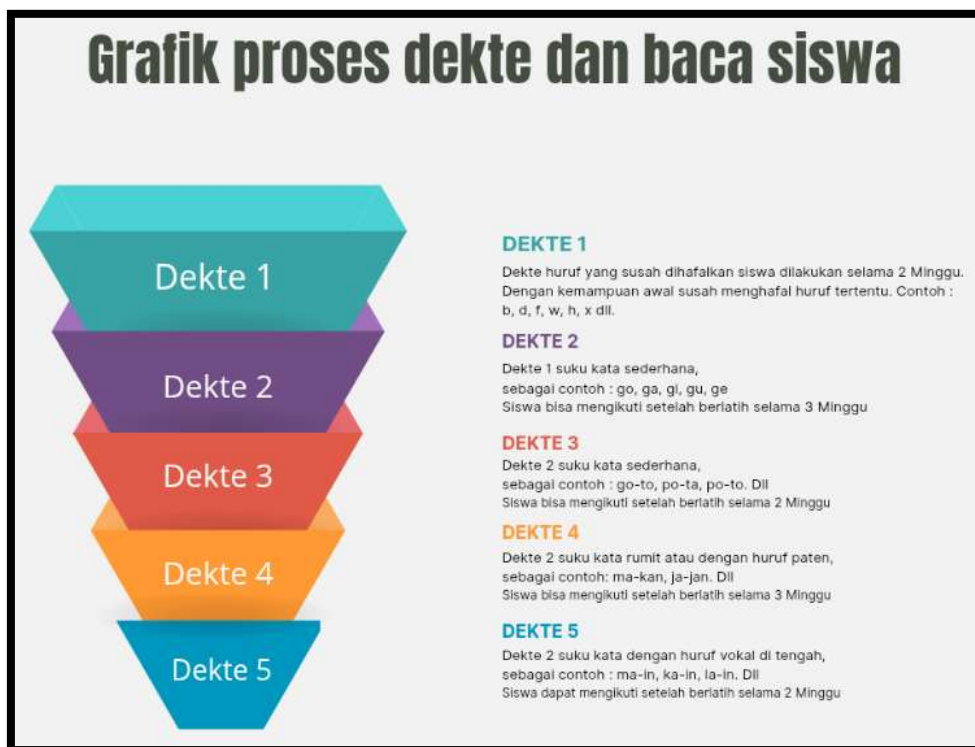 Grafik proses dekte dan baca siswa
Dekte 1
Dekte 2
Dekte 3
Dekte 4
Dekte 5
DEKTE 1
Dekte huruf yang susah dihafalkan siswa dilakukan selama 2 Minggu.
Dengan kemampuan awal susah menghafal huruf tertentu. Contoh :
b, d, f, w, h, x dll.
DEKTE 2
Dekte 1 suku kata sederhana,
sebagai contoh : go, ga, gi, gu, ge
Siswa bisa mengikuti setelah berlatih selama 3 Minggu
DEKTE 3
Dekte 2 suku kata sederhana,
sebagai contoh : go-to, po-ta, po-to. Dll
Siswa bisa mengikuti setelah berlatih selama 2 Minggu
DEKTE 4
Dekte 2 suku kata rumit atau dengan huruf paten,
sebagai contoh: ma-kan, ja-jan. Dll
Siswa bisa mengikuti setelah berlatih selama 3 Minggu
DEKTE 5
Dekte 2 suku kata dengan huruf vokal di tengah,
sebagai contoh : ma-in, ka-in, la-in. Dll
Siswa dapat mengikuti setelah berlatih selama 2 Minggu